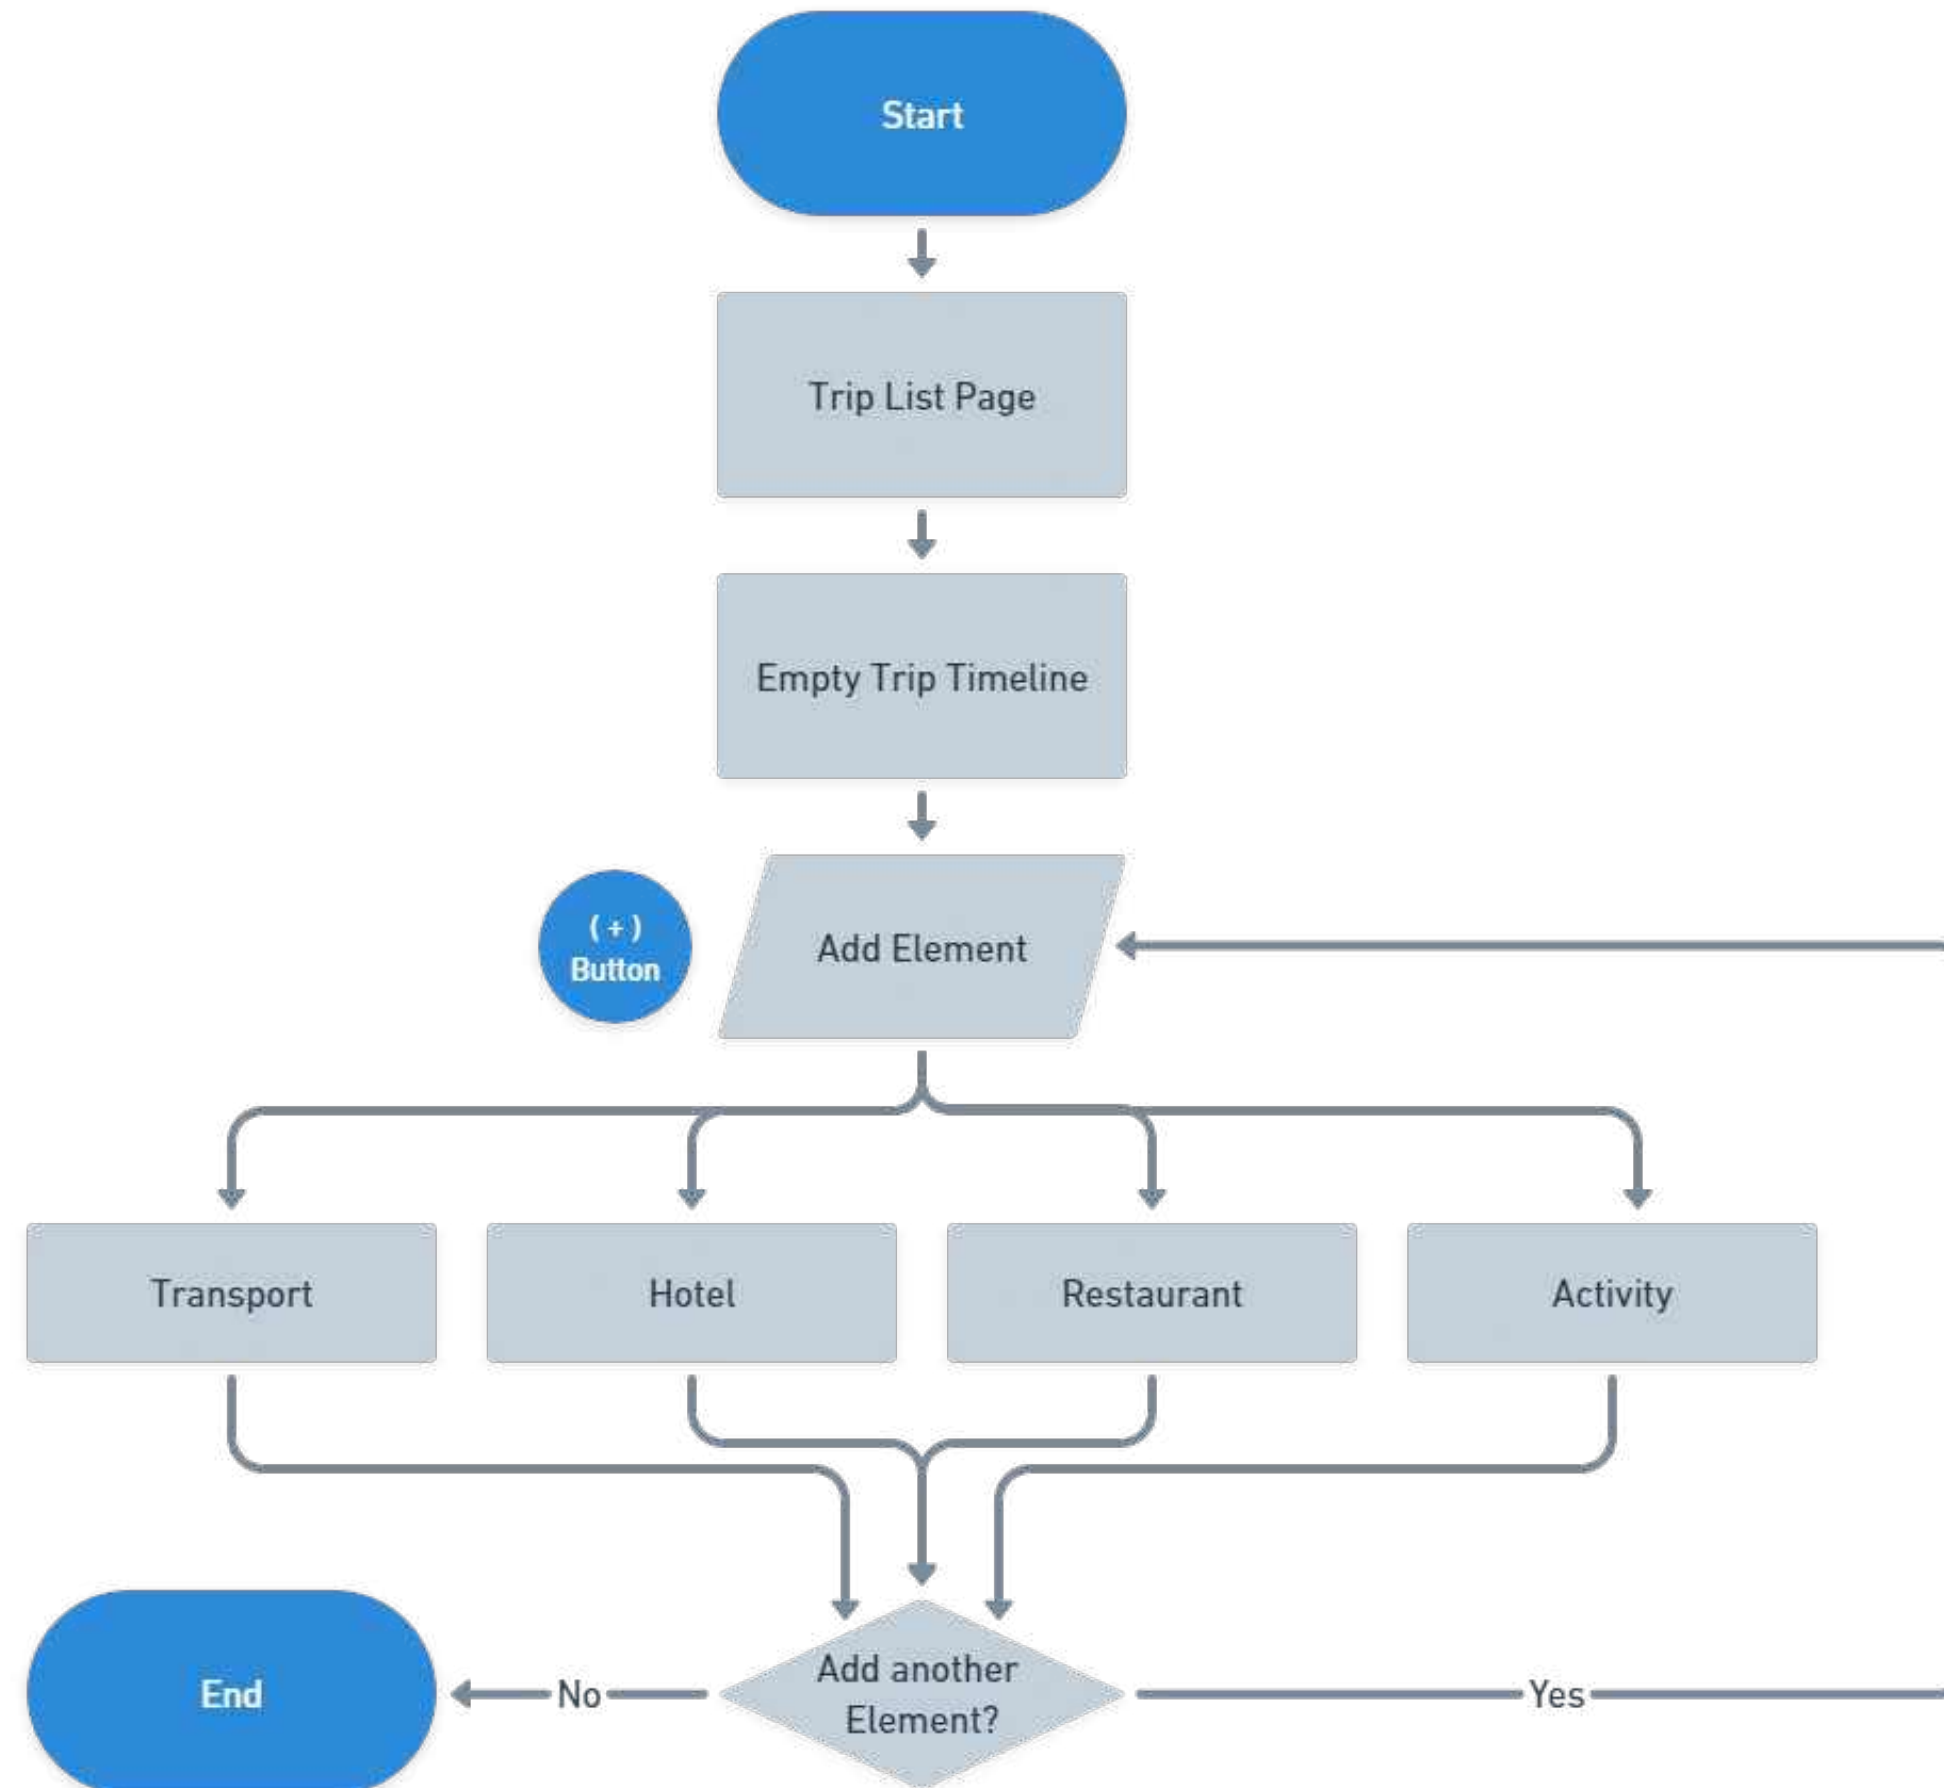 Start
Trip List Page
Empty Trip Timeline
( + )
Button
Add Element
Transport
Hotel
Restaurant
Activity
End
No
Add another
Element?
Yes